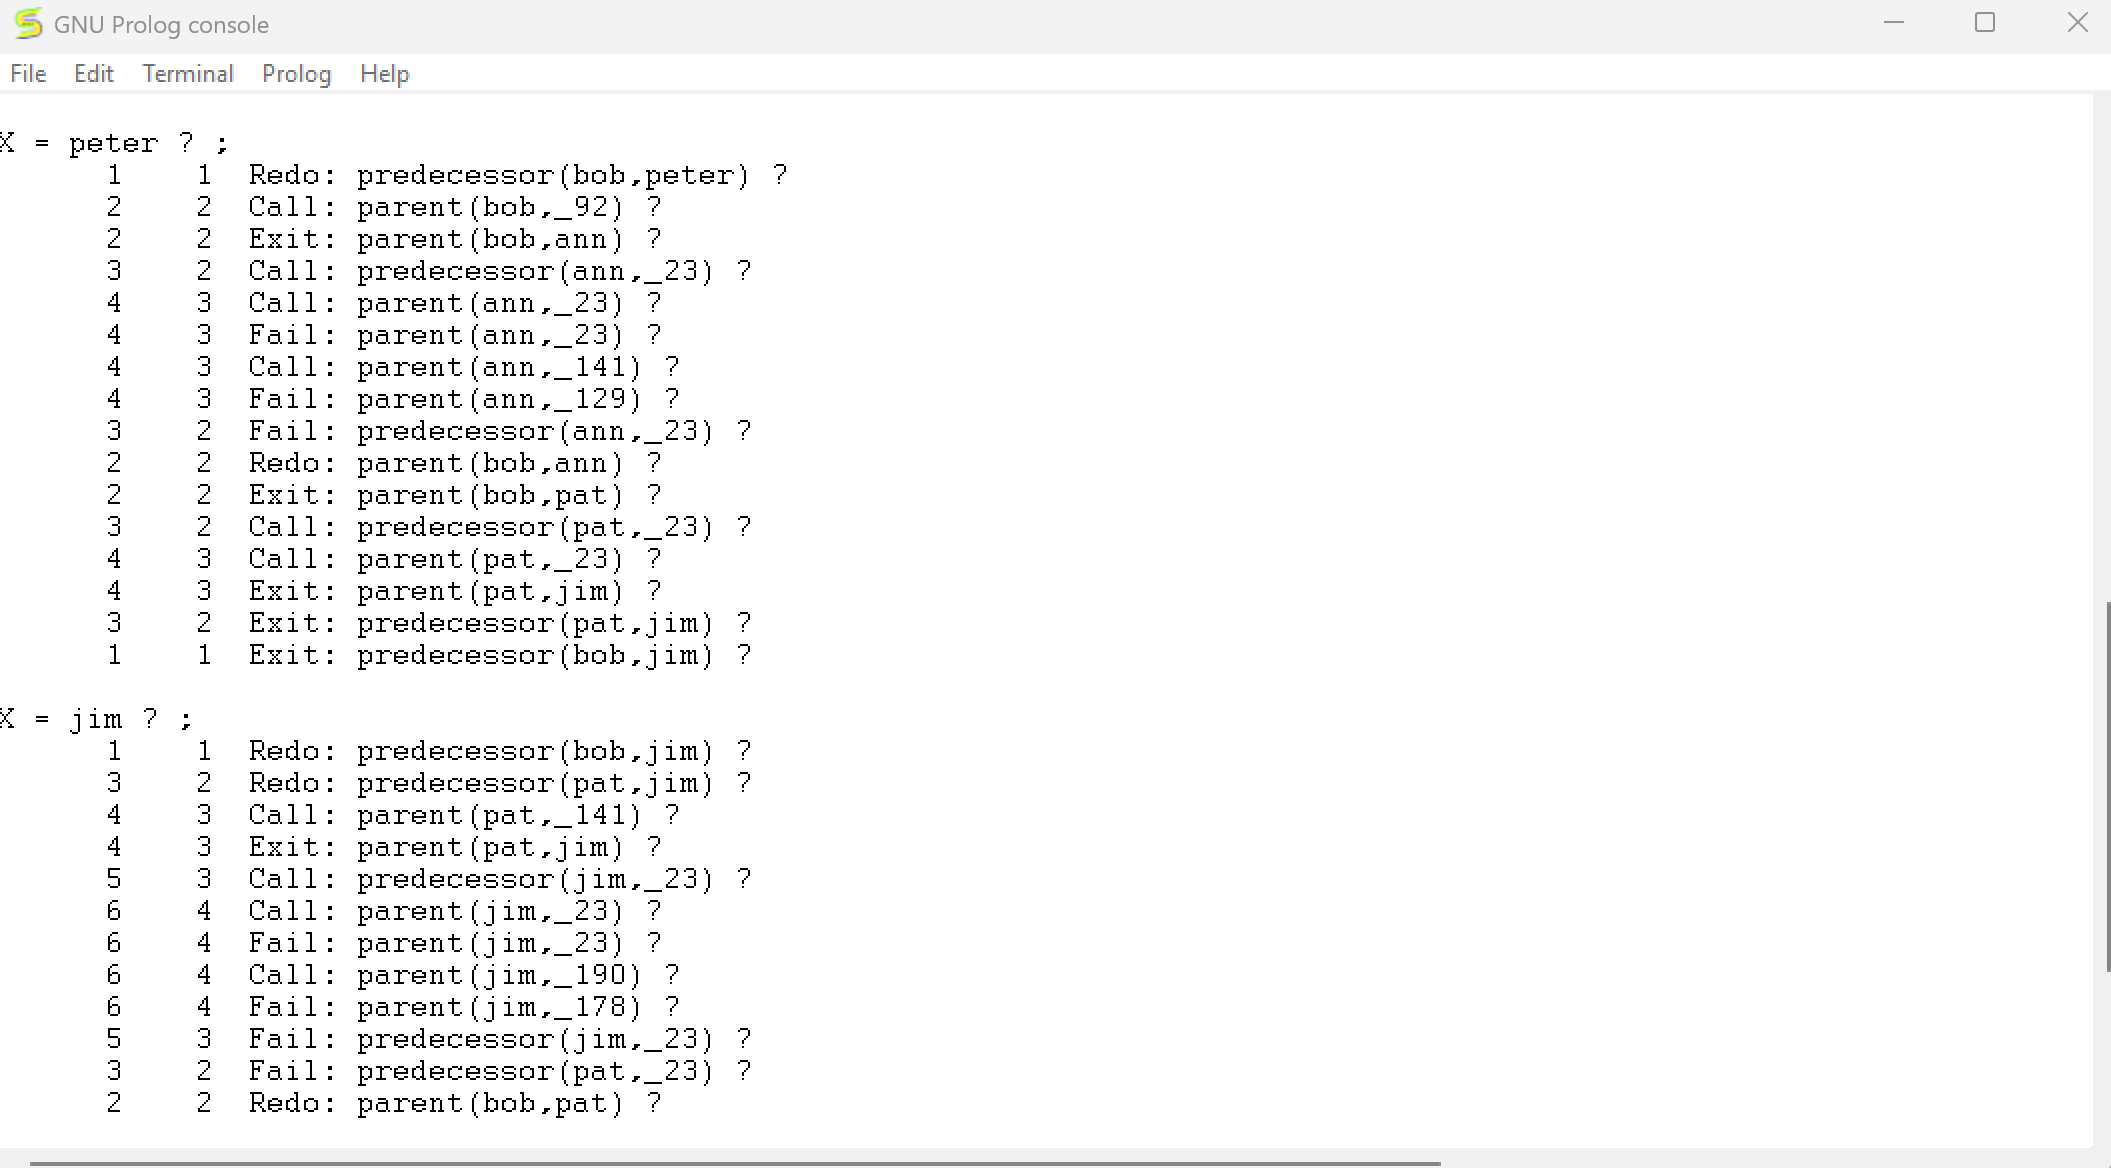 GNU Prolog console
File Edit Terminal Prolog Help
X = peter ? ;
1 1 Redo: predecessor(bob,peter) ?
2 2 Call: parent(bob,_92) ?
2 2 Exit: parent(bob,ann) ?
3 2 Call: predecessor(ann,_23) ?
4 3 Call: parent(ann,_23) ?
4 3 Fail: parent(ann,_23) ?
4 3 Call: parent(ann,_141) ?
4 3 Fail: parent(ann,_129) ?
3 2 Fail: predecessor(ann,_23) ?
2 2 Redo: parent(bob,ann) ?
2 2 Exit: parent(bob,pat) ?
3 2 Call: predecessor(pat,_23) ?
4 3 Call: parent(pat,_23) ?
4 3 Exit: parent(pat,jim) ?
3 2 Exit: predecessor(pat,jim) ?
1 1 Exit: predecessor(bob,jim) ?
X = jim ? ;
1 1 Redo: predecessor(bob,jim) ?
3 2 Redo: predecessor(pat,jim) ?
4 3 Call: parent(pat,_141) ?
4 3 Exit: parent(pat,jim) ?
5 3 Call: predecessor(jim,_23) ?
6 4 Call: parent(jim,_23) ?
6 4 Fail: parent(jim,_23) ?
6 4 Call: parent(jim,_190) ?
6 4 Fail: parent(jim,_178) ?
5 3 Fail: predecessor(jim,_23) ?
3 2 Fail: predecessor(pat,_23) ?
2 2 Redo: parent(bob,pat) ?